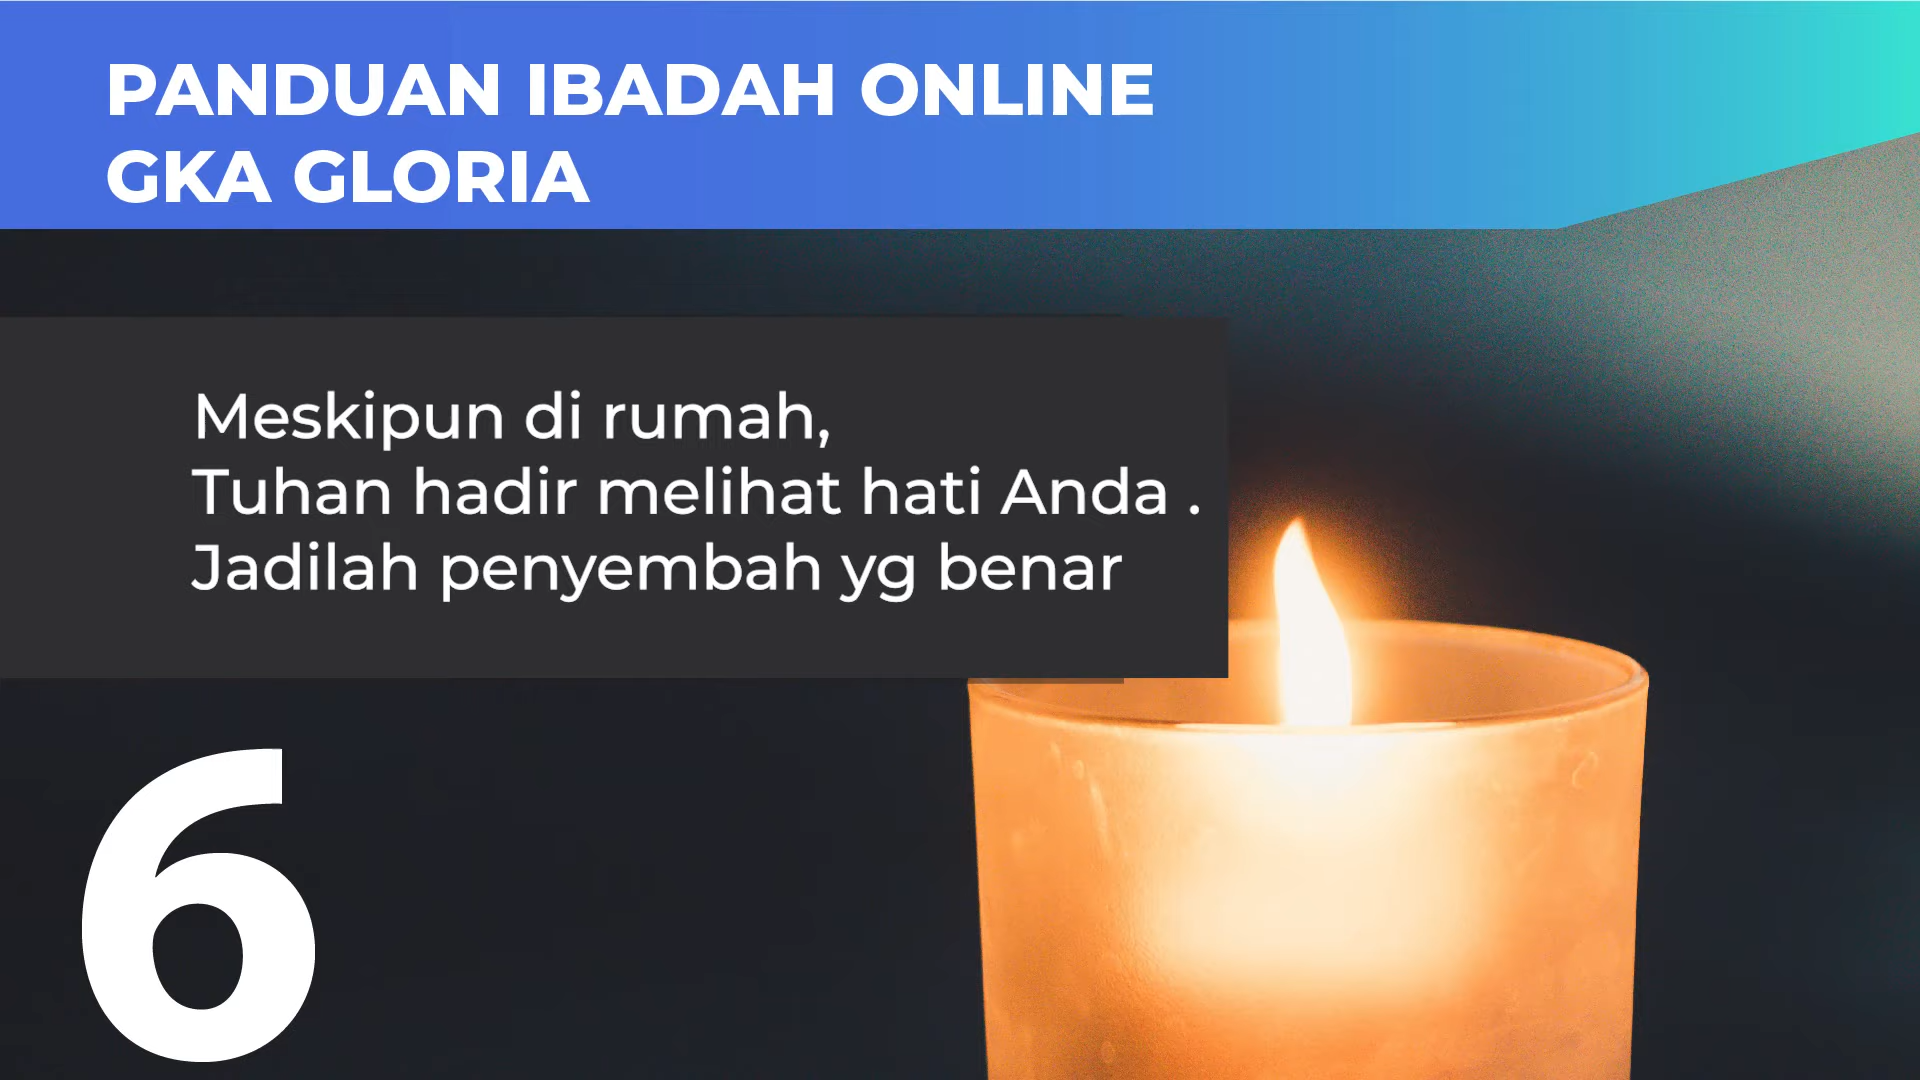 PANDUAN IBADAH ONLINE
GKA GLORIA
Meskipun di rumah,
Tuhan hadir melihat hati Anda .
Jadilah penyembah yg benar
6